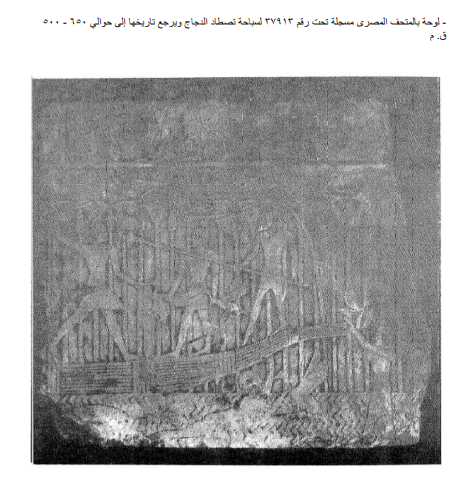 - لوحة بالمتحف المصرى مسجلة تحت رقم ٣٧٩١٣ لسباحة تصطاد الدجاج ويرجع تاريخها إلى حوالي ٦٥٠ - ٥٠٠
ق. م